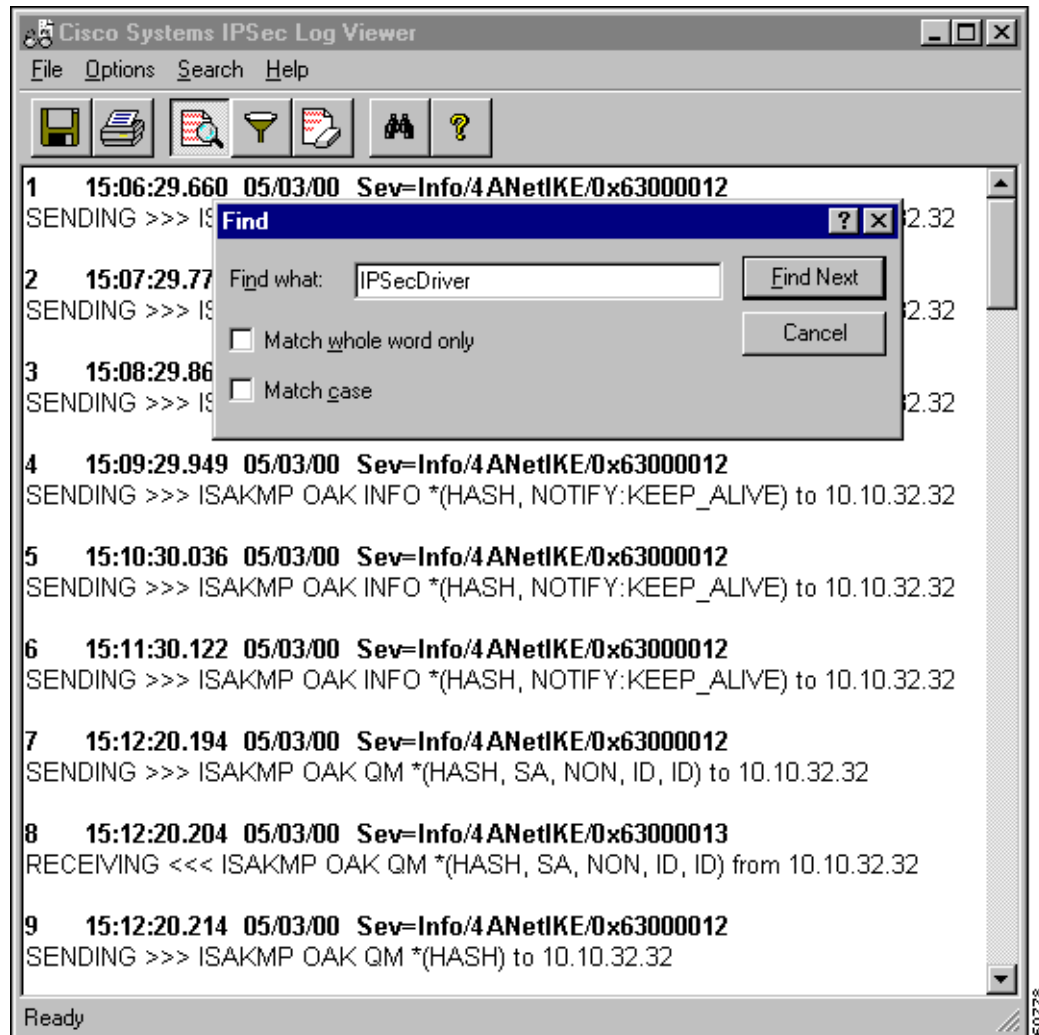 Cisco Systems IPSec Log Viewer
File Options Search Help
1 15:06:29.660 05/03/00 Sev=Info/4 ANetIKE/0x63000012
SENDING >>> IS
2.32
Find
Find what: IPSecDriver
Find Next
Match whole word only
Cancel
Match case
2 15:07:29.77
SENDING >>> IS
2.32
3 15:08:29.86
SENDING >>> IS
2.32
4 15:09:29.949 05/03/00 Sev=Info/4 ANetIKE/0x63000012
SENDING >>> ISAKMP OAK INFO *(HASH, NOTIFY:KEEP_ALIVE) to 10.10.32.32
5 15:10:30.036 05/03/00 Sev=Info/4 ANetIKE/0x63000012
SENDING >>> ISAKMP OAK INFO *(HASH, NOTIFY:KEEP_ALIVE) to 10.10.32.32
6 15:11:30.122 05/03/00 Sev=Info/4 ANetIKE/0x63000012
SENDING >>> ISAKMP OAK INFO *(HASH, NOTIFY:KEEP_ALIVE) to 10.10.32.32
7 15:12:20.194 05/03/00 Sev=Info/4 ANetIKE/0x63000012
SENDING >>> ISAKMP OAK QM *(HASH, SA, NON, ID, ID) to 10.10.32.32
8 15:12:20.204 05/03/00 Sev=Info/4 ANetIKE/0x63000013
RECEIVING <<< ISAKMP OAK QM *(HASH, SA, NON, ID, ID) from 10.10.32.32
9 15:12:20.214 05/03/00 Sev=Info/4 ANetIKE/0x63000012
SENDING >>> ISAKMP OAK QM *(HASH) to 10.10.32.32
Ready